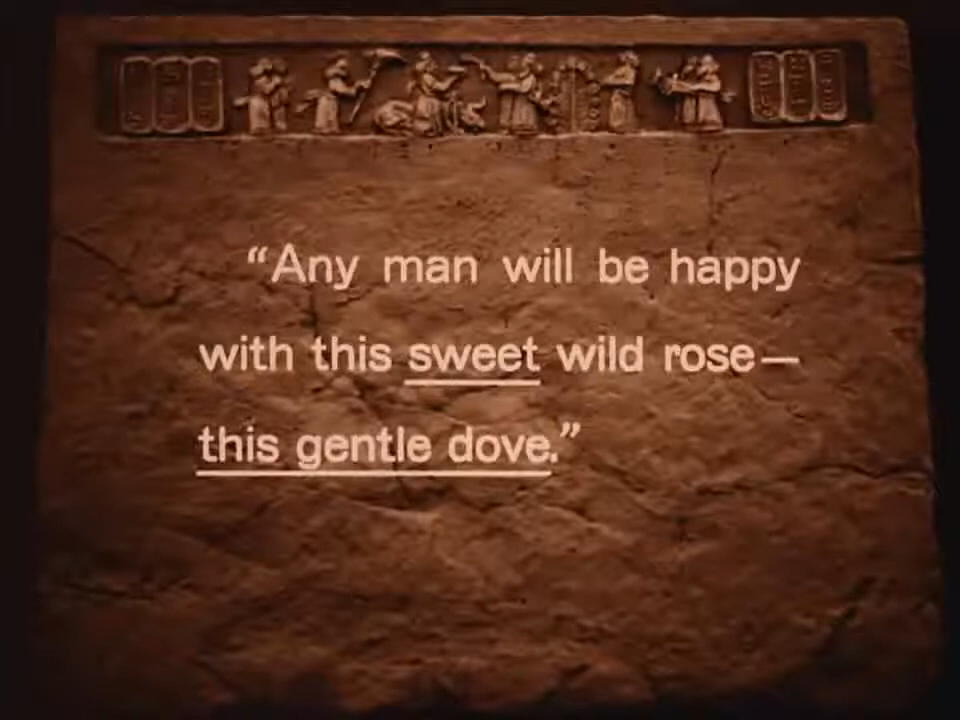 “Any man will be happy
with this sweet wild rose—
this gentle dove.”